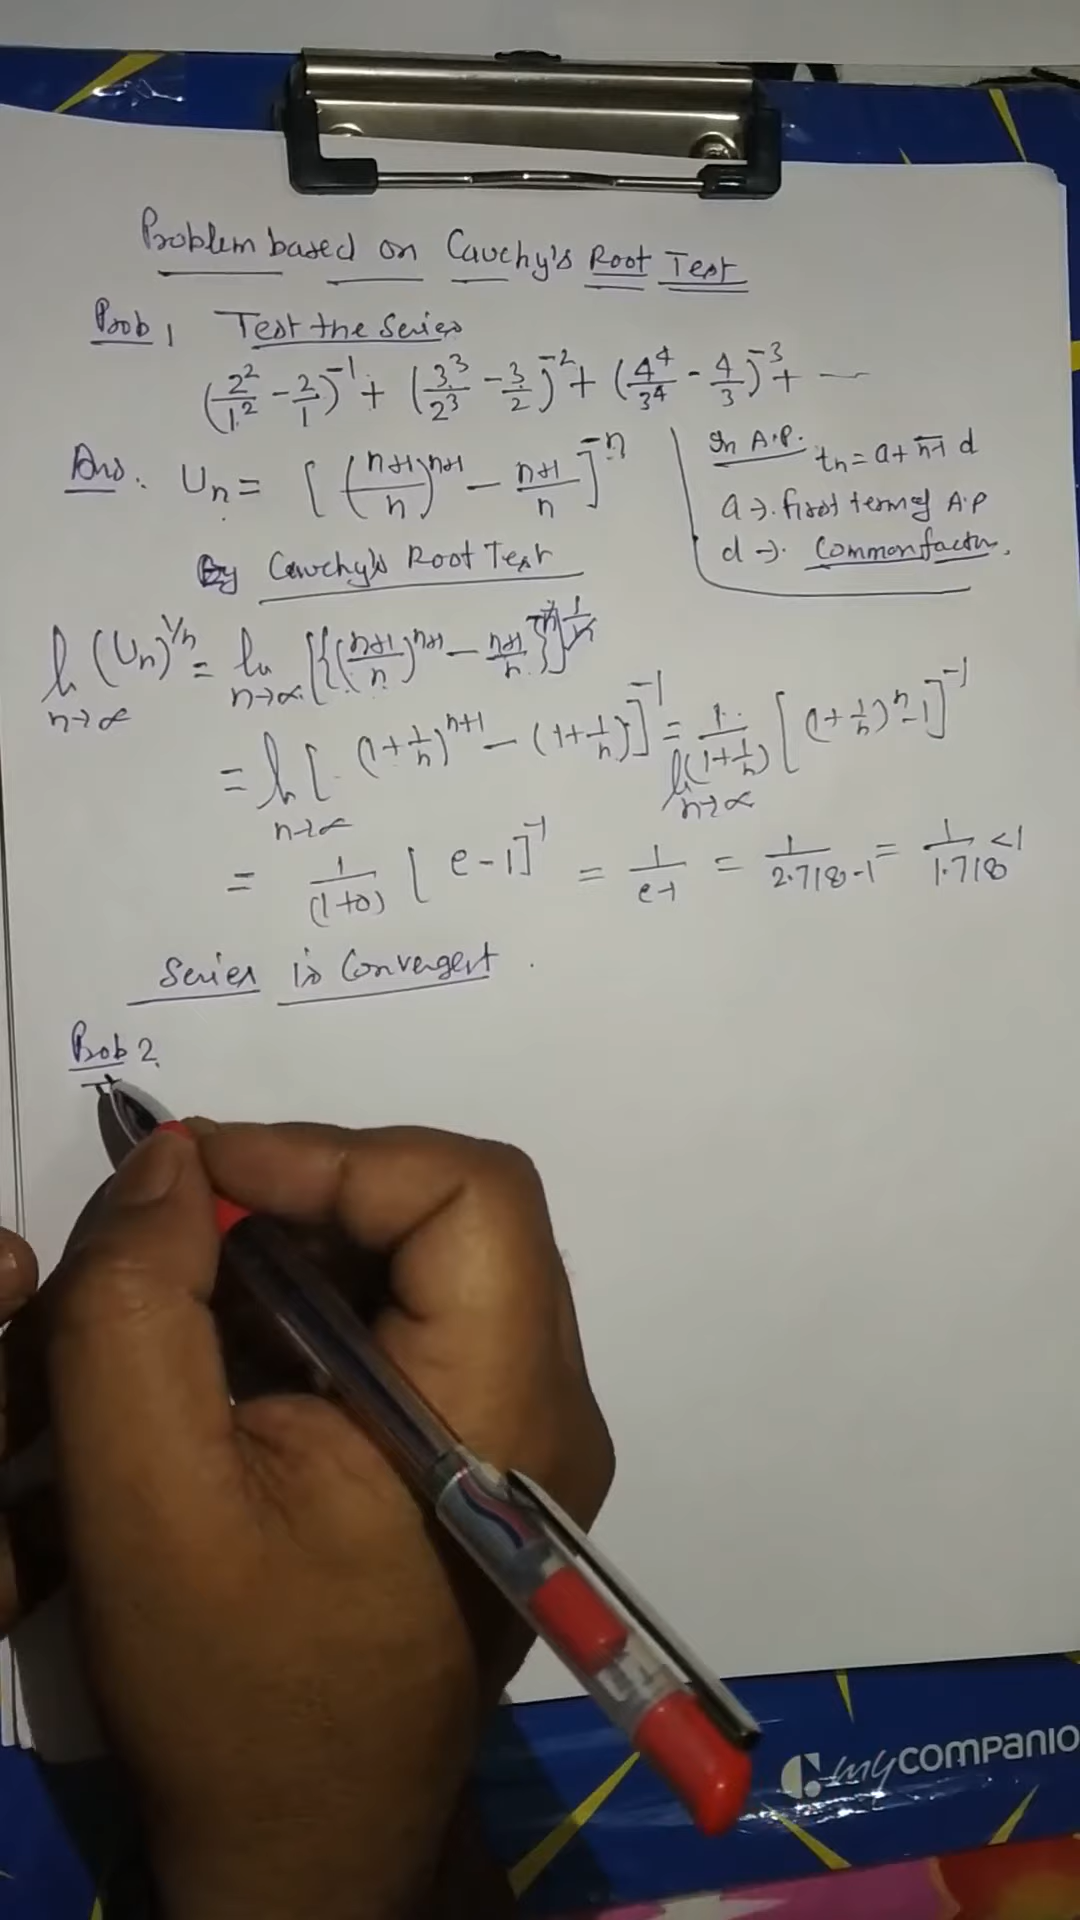 Problem based on Cauchy's Root Test
Prob 1 Test the Series
(2²/1² - 2/1)⁻¹ + (3³/2³ - 3/2)⁻² + (4⁴/3⁴ - 4/3)⁻³ + —
Ans. Uₙ = [((n+1)/n)ⁿ⁺¹ - (n+1)/n]⁻ⁿ
In A.P. tₙ = a + n-1 d
a → first term of A.P
d → Common factor.
By Cauchy's Root Test
lt n→∞ (Uₙ)^(1/n) = lt n→∞ [{((n+1)/n)ⁿ⁺¹ - (n+1)/n}⁻ⁿ]^(1/n)
= lt n→∞ [(1+1/n)ⁿ⁺¹ - (1+1/n)]⁻¹ = lt n→∞ 1/(1+1/n) [(1+1/n)ⁿ - 1]⁻¹
= 1/(1+0) [e-1]⁻¹ = 1/(e-1) = 1/(2.718-1) = 1/1.718 <1
Series is Convergent.
Prob 2.
my companio